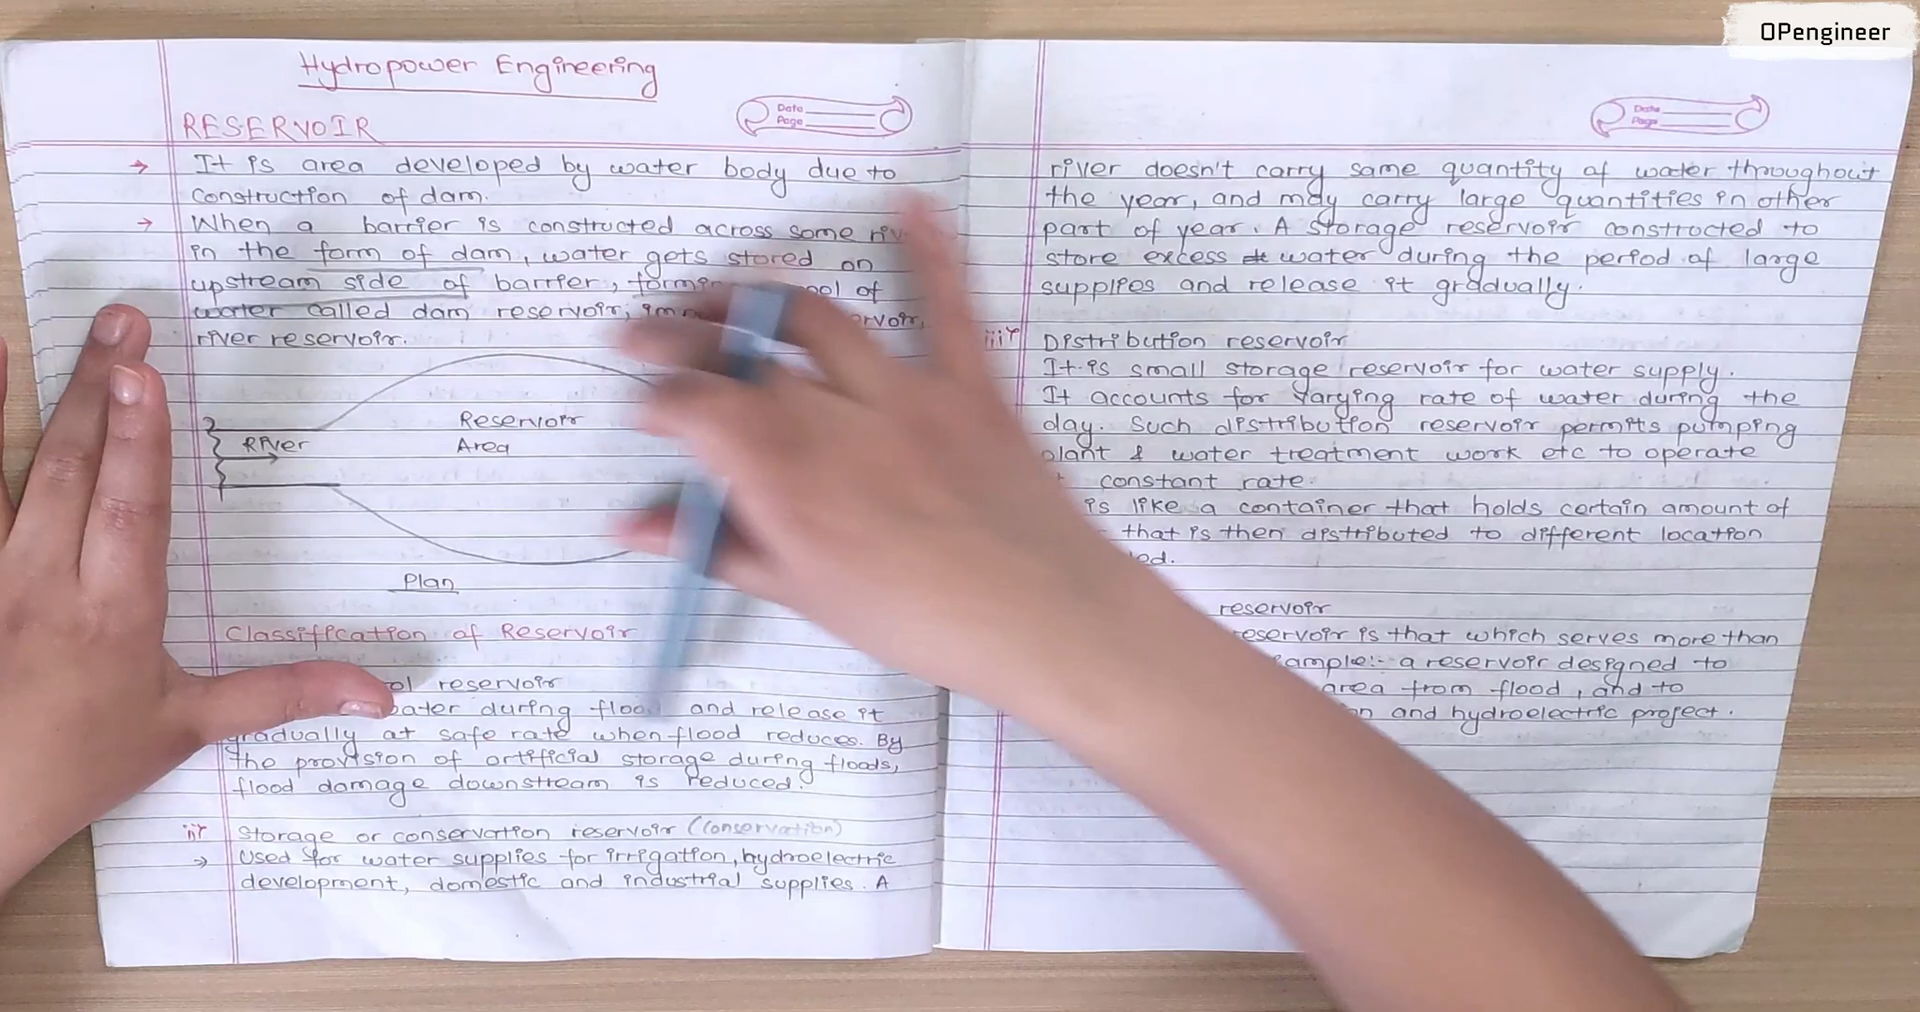 OPengineer
Hydropower Engineering
Date
Page
RESERVOIR
→ It is area developed by water body due to
construction of dam.
→ When a barrier is constructed across some
in the form of dam, water gets stored on
upstream side of barrier, pool of
water called dam reservoir,
river reservoir.
Reservoir
Area
River
Plan
Classification of Reservoir
reservoir
water during flood and release it
gradually at safe rate when flood reduces. By
the provision of artificial storage during floods,
flood damage downstream is reduced.
ii) Storage or conservation reservoir (conservation)
→ Used for water supplies for irrigation, hydroelectric
development, domestic and industrial supplies. A
Date
Page
river doesn't carry same quantity of water throughout
the year, and may carry large quantities in other
part of year. A storage reservoir constructed to
store excess water during the period of large
supplies and release it gradually.
iii) Distribution reservoir
It is small storage reservoir for water supply.
It accounts for varying rate of water during the
day. Such distribution reservoir permits pumping
plant & water treatment work etc to operate
constant rate.
is like a container that holds certain amount of
that is then distributed to different location
reservoir
reservoir is that which serves more than
a reservoir designed to
area from flood, and to
and hydroelectric project.